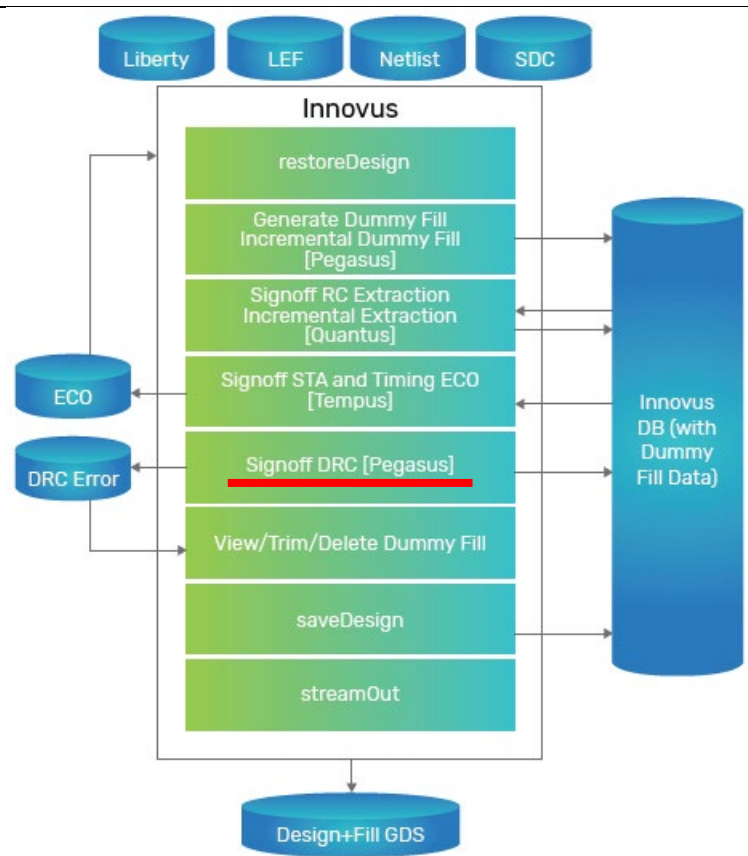 Liberty
LEF
Netlist
SDC
Innovus
restoreDesign
Generate Dummy Fill
Incremental Dummy Fill
[Pegasus]
Signoff RC Extraction
Incremental Extraction
[Quantus]
Signoff STA and Timing ECO
[Tempus]
ECO
Signoff DRC [Pegasus]
DRC Error
View/Trim/Delete Dummy Fill
saveDesign
streamOut
Innovus
DB (with
Dummy
Fill Data)
Design+Fill GDS